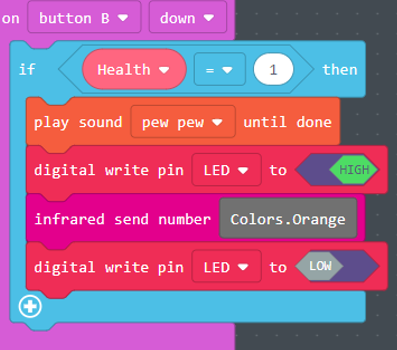 on button B down
if Health = 1 then
play sound pew pew until done
digital write pin LED to HIGH
infrared send number Colors.Orange
digital write pin LED to LOW